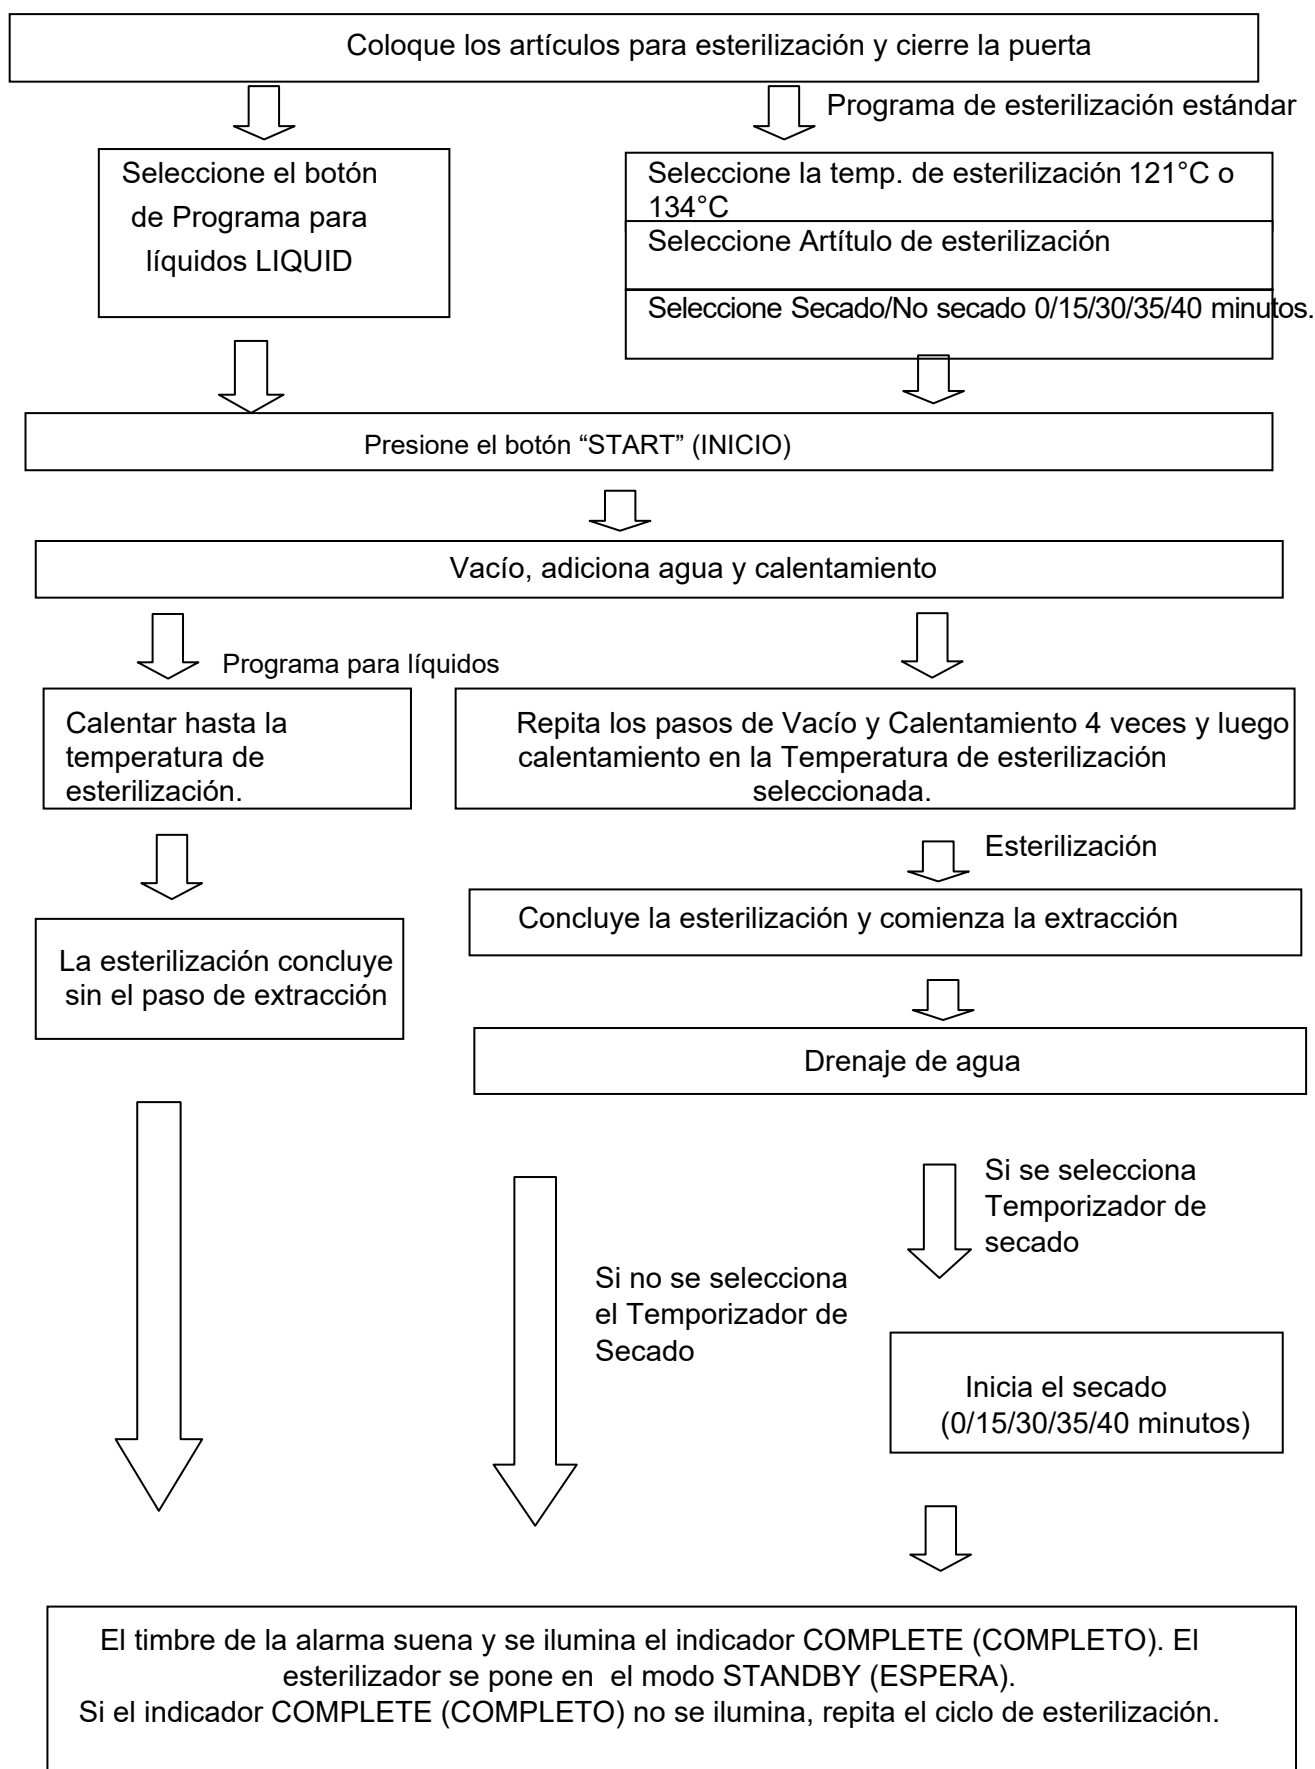 Coloque los artículos para esterilización y cierre la puerta
Programa de esterilización estándar
Seleccione el botón
de Programa para
líquidos LIQUID
Seleccione la temp. de esterilización 121°C o
134°C
Seleccione Artítulo de esterilización
Seleccione Secado/No secado 0/15/30/35/40 minutos.
Presione el botón “START” (INICIO)
Vacío, adiciona agua y calentamiento
Programa para líquidos
Calentar hasta la
temperatura de
esterilización.
Repita los pasos de Vacío y Calentamiento 4 veces y luego
calentamiento en la Temperatura de esterilización
seleccionada.
Esterilización
Concluye la esterilización y comienza la extracción
La esterilización concluye
sin el paso de extracción
Drenaje de agua
Si se selecciona
Temporizador de
secado
Si no se selecciona
el Temporizador de
Secado
Inicia el secado
(0/15/30/35/40 minutos)
El timbre de la alarma suena y se ilumina el indicador COMPLETE (COMPLETO). El
esterilizador se pone en el modo STANDBY (ESPERA).
Si el indicador COMPLETE (COMPLETO) no se ilumina, repita el ciclo de esterilización.